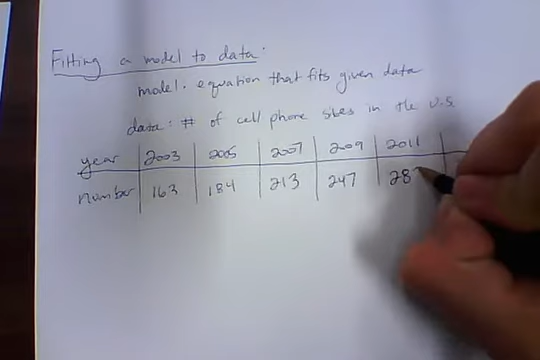 Fitting a model to data:
model: equation that fits given data
data: # of cell phone sites in the U.S
year 2003 2005 2007 2009 2011
number 163 184 213 247